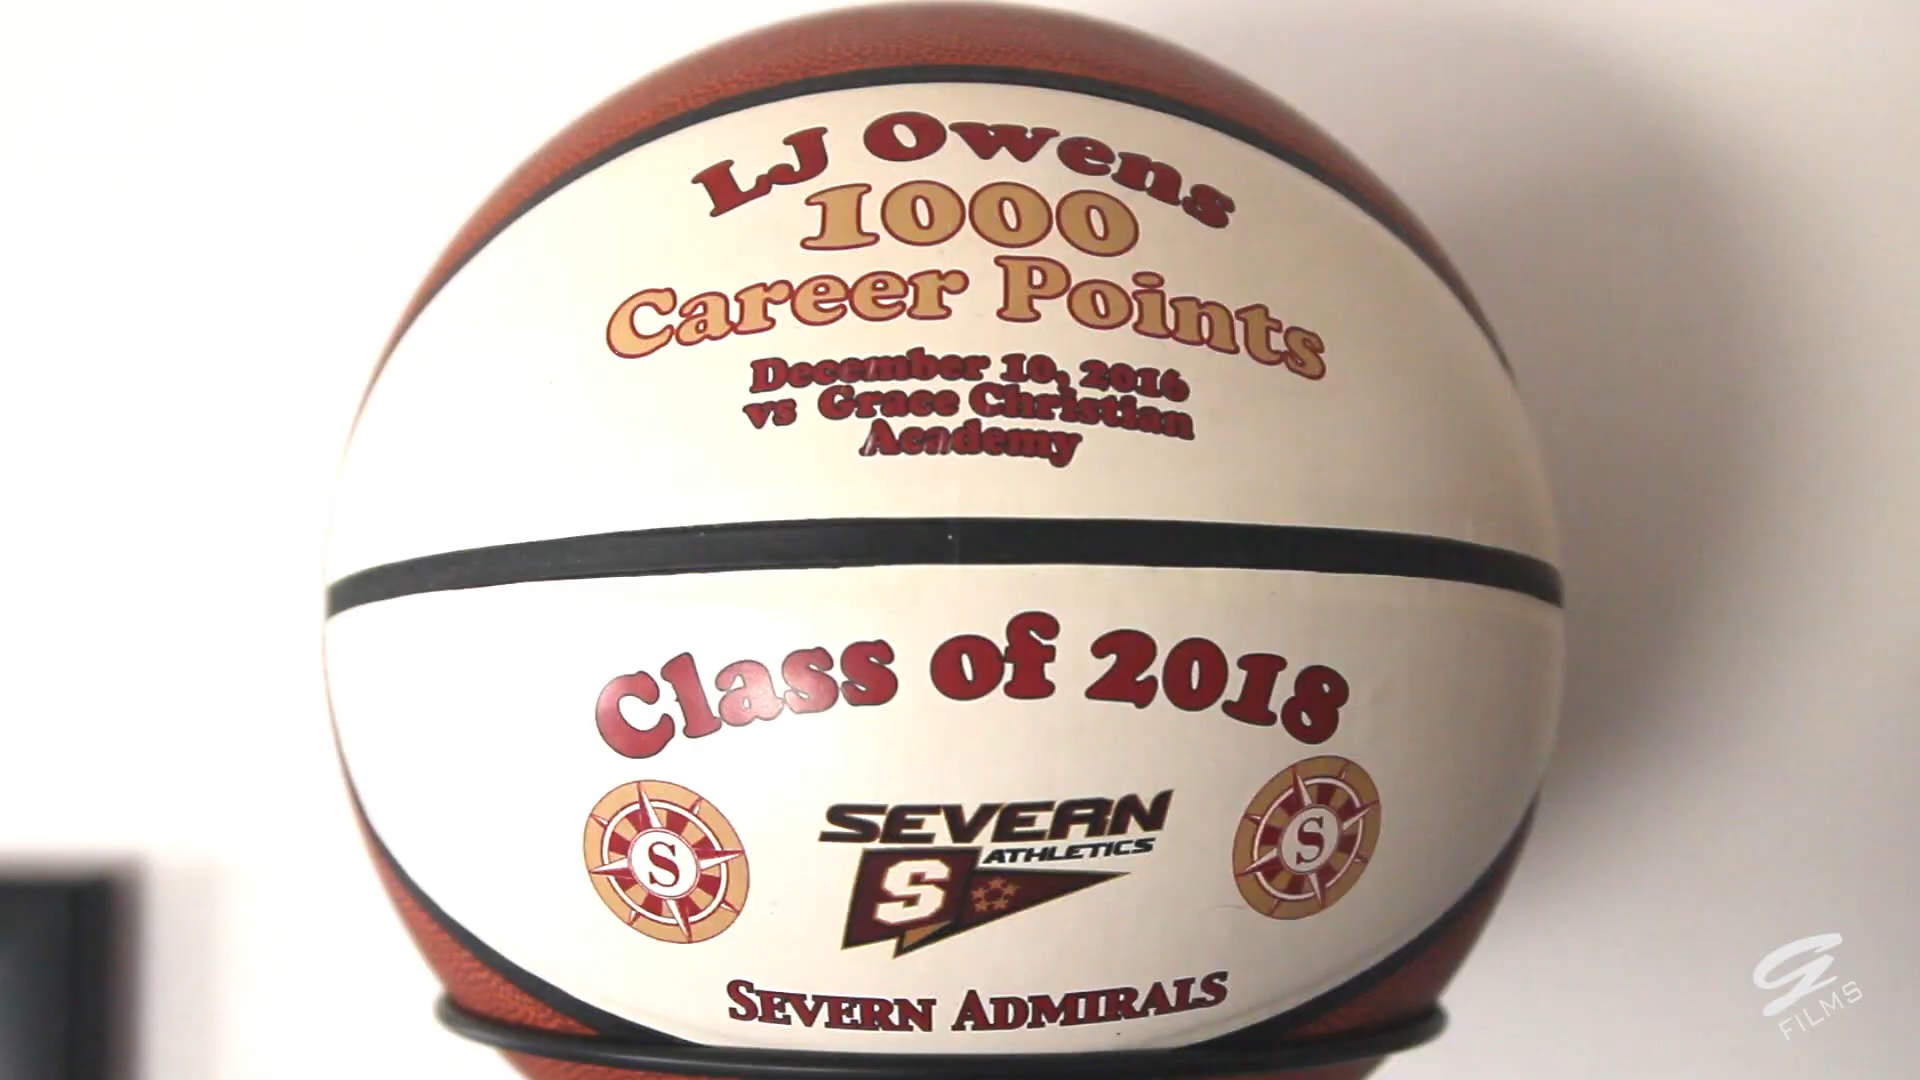 LJ Owens
1000
Career Points
December 10, 2016
vs Grace Christian
Academy
Class of 2018
S
SEVERN
ATHLETICS
S
S
SEVERN ADMIRALS
G
FILMS